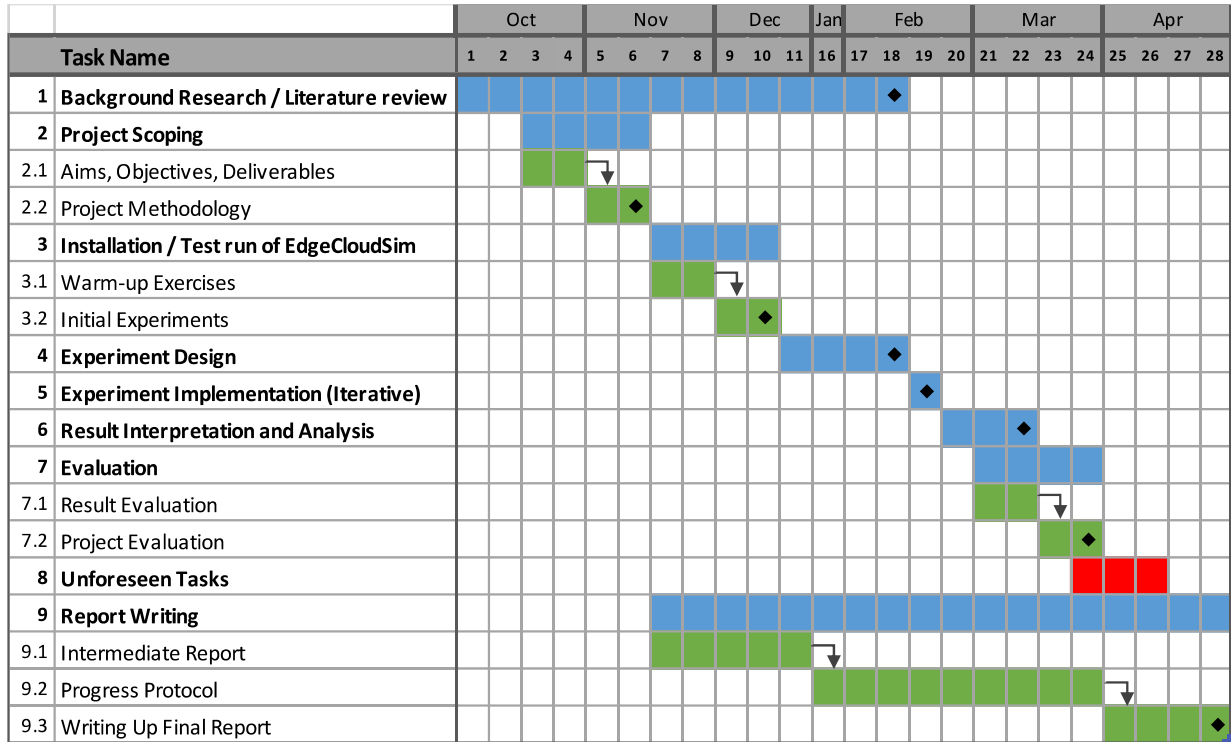 Oct Nov Dec Jan Feb Mar Apr
Task Name 1 2 3 4 5 6 7 8 9 10 11 16 17 18 19 20 21 22 23 24 25 26 27 28
1 Background Research / Literature review
2 Project Scoping
2.1 Aims, Objectives, Deliverables
2.2 Project Methodology
3 Installation / Test run of EdgeCloudSim
3.1 Warm-up Exercises
3.2 Initial Experiments
4 Experiment Design
5 Experiment Implementation (Iterative)
6 Result Interpretation and Analysis
7 Evaluation
7.1 Result Evaluation
7.2 Project Evaluation
8 Unforeseen Tasks
9 Report Writing
9.1 Intermediate Report
9.2 Progress Protocol
9.3 Writing Up Final Report